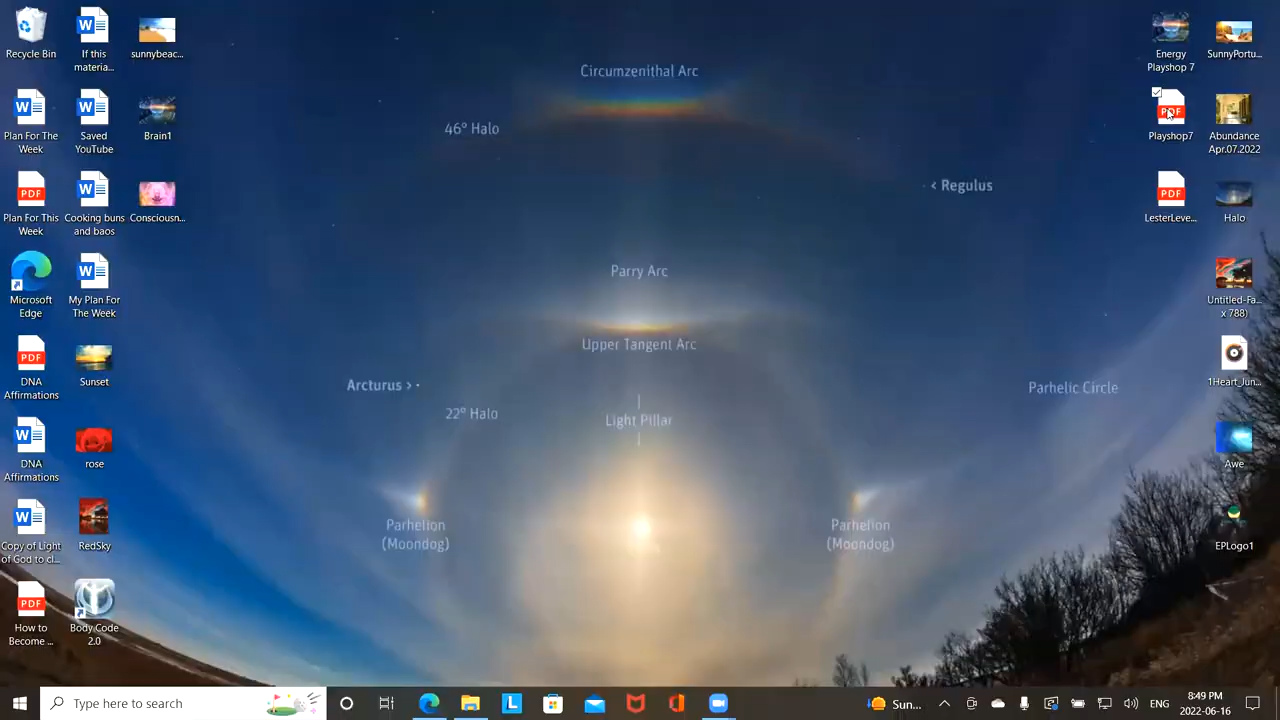 Recycle Bin
Plan For The
Week
Plan For This
Week
Microsoft
Edge
DNA
Affirmations
DNA
Affirmations
Copy of Light
of God to cl...
How to
Become ...
If this
materia...
Saved
YouTube
Cooking buns
and baos
My Plan For
The Week
Sunset
rose
RedSky
Body Code
2.0
sunnybeac...
Brain1
Consciousn...
Circumzenithal Arc
46° Halo
< Regulus
Parry Arc
Upper Tangent Arc
Arcturus >
Parhelic Circle
22° Halo
Light Pillar
Parhelion
(Moondog)
Parhelion
(Moondog)
Energy
Playshop 7
PDF
Playshop7
LesterLeve...
SunnyPortu...
Abundance
Apr.07.2022
Halo
Untitled-Fa...
x 788)
1Heart_Jun...
Awe
EPLogo1
Type here to search
Sun...
ENG
8:49 PM
2022-06-16